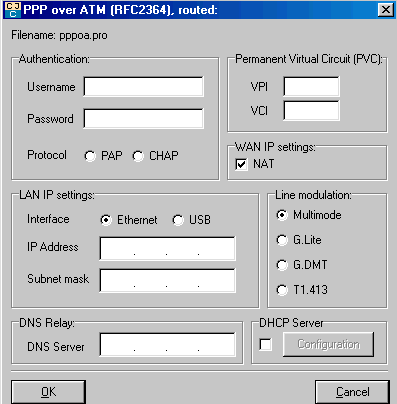 PPP over ATM (RFC2364), routed:
Filename: pppoa.pro
Authentication:
Username
Password
Protocol PAP CHAP
Permanent Virtual Circuit (PVC):
VPI
VCI
WAN IP settings:
NAT
LAN IP settings:
Interface Ethernet USB
IP Address . . .
Subnet mask . . .
Line modulation:
Multimode
G.Lite
G.DMT
T1.413
DNS Relay:
DNS Server . . .
DHCP Server
Configuration
OK Cancel